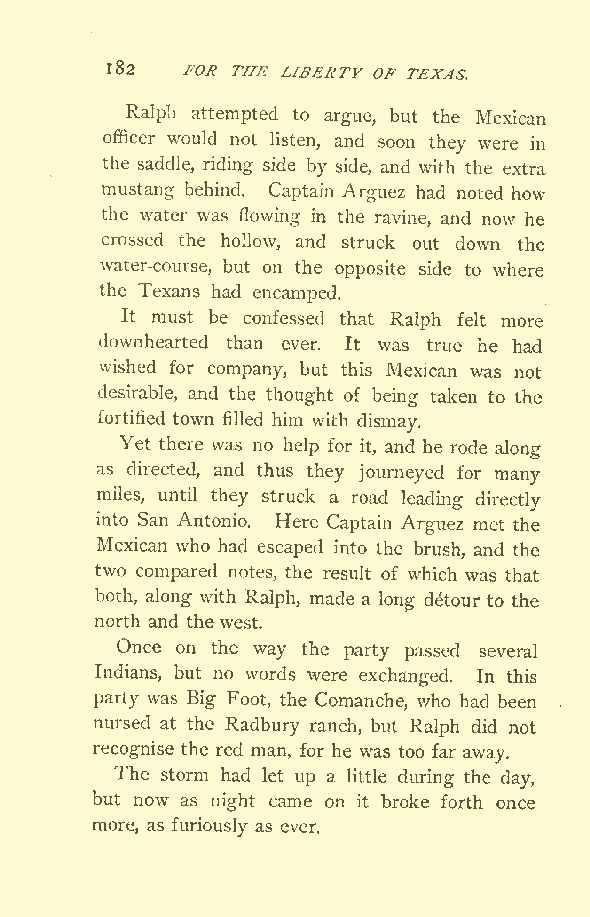 182 FOR THE LIBERTY OF TEXAS.
Ralph attempted to argue, but the Mexican
officer would not listen, and soon they were in
the saddle, riding side by side, and with the extra
mustang behind. Captain Arguez had noted how
the water was flowing in the ravine, and now he
crossed the hollow, and struck out down the
water-course, but on the opposite side to where
the Texans had encamped.
It must be confessed that Ralph felt more
downhearted than ever. It was true he had
wished for company, but this Mexican was not
desirable, and the thought of being taken to the
fortified town filled him with dismay.
Yet there was no help for it, and he rode along
as directed, and thus they journeyed for many
miles, until they struck a road leading directly
into San Antonio. Here Captain Arguez met the
Mexican who had escaped into the brush, and the
two compared notes, the result of which was that
both, along with Ralph, made a long détour to the
north and the west.
Once on the way the party passed several
Indians, but no words were exchanged. In this
party was Big Foot, the Comanche, who had been
nursed at the Radbury ranch, but Ralph did not
recognise the red man, for he was too far away.
The storm had let up a little during the day,
but now as night came on it broke forth once
more, as furiously as ever.